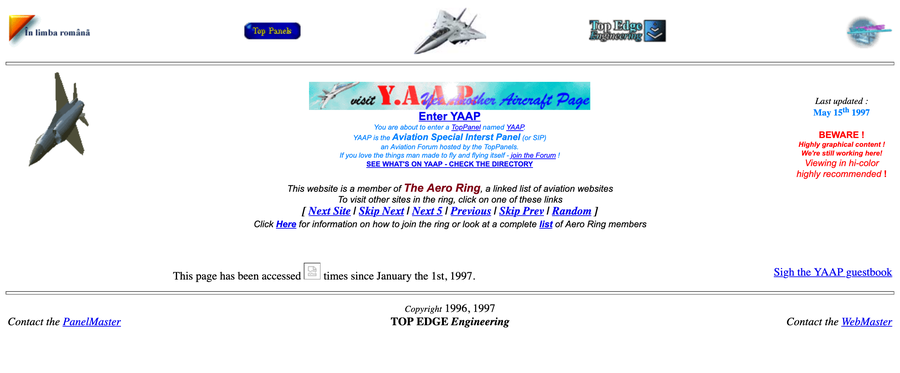 În limba română
Top Panels
Top Edge
Engineering
visit Y.A.A.P. Yet Another Aircraft Page
Enter YAAP
You are about to enter a TopPanel named YAAP.
YAAP is the Aviation Special Interst Panel (or SIP)
an Aviation Forum hosted by the TopPanels.
If you love the things man made to fly and flying itself - join the Forum !
SEE WHAT'S ON YAAP - CHECK THE DIRECTORY
Last updated :
May 15th 1997
BEWARE !
Highly graphical content !
We're still working here!
Viewing in hi-color
highly recommended !
This website is a member of The Aero Ring, a linked list of aviation websites
To visit other sites in the ring, click on one of these links
[ Next Site | Skip Next | Next 5 | Previous | Skip Prev | Random ]
Click Here for information on how to join the ring or look at a complete list of Aero Ring members
This page has been accessed times since January the 1st, 1997.
Sigh the YAAP guestbook
Copyright 1996, 1997
Contact the PanelMaster
TOP EDGE Engineering
Contact the WebMaster